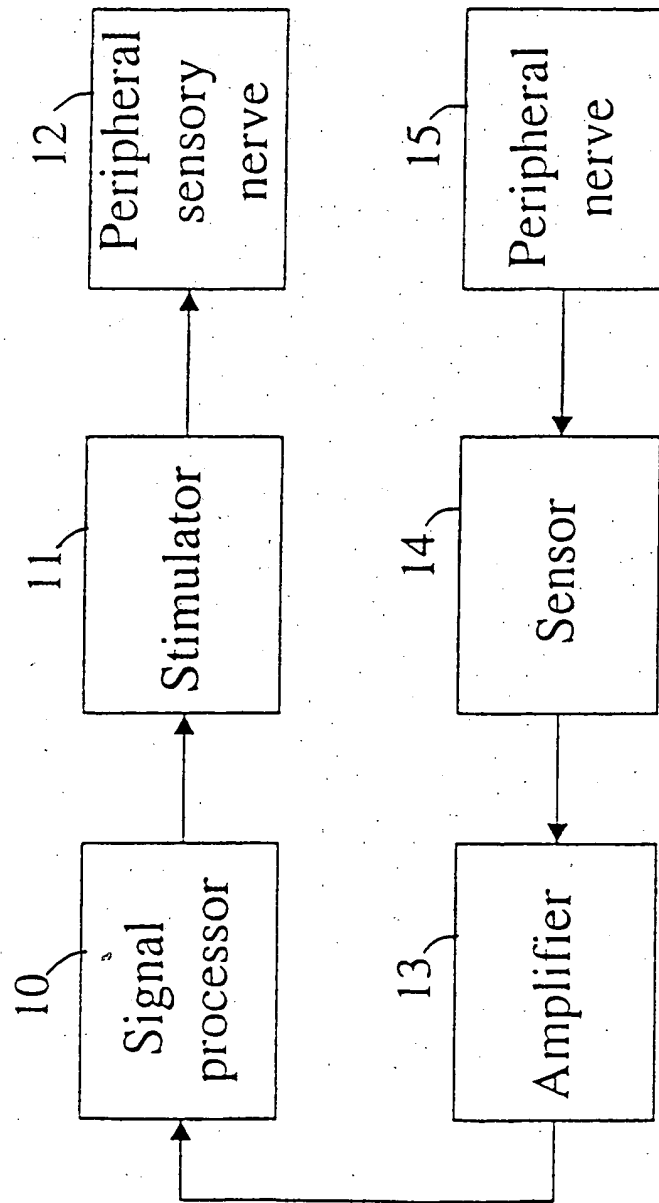 10
Signal
processor
11
Stimulator
12
Peripheral
sensory
nerve
13
Amplifier
14
Sensor
15
Peripheral
nerve